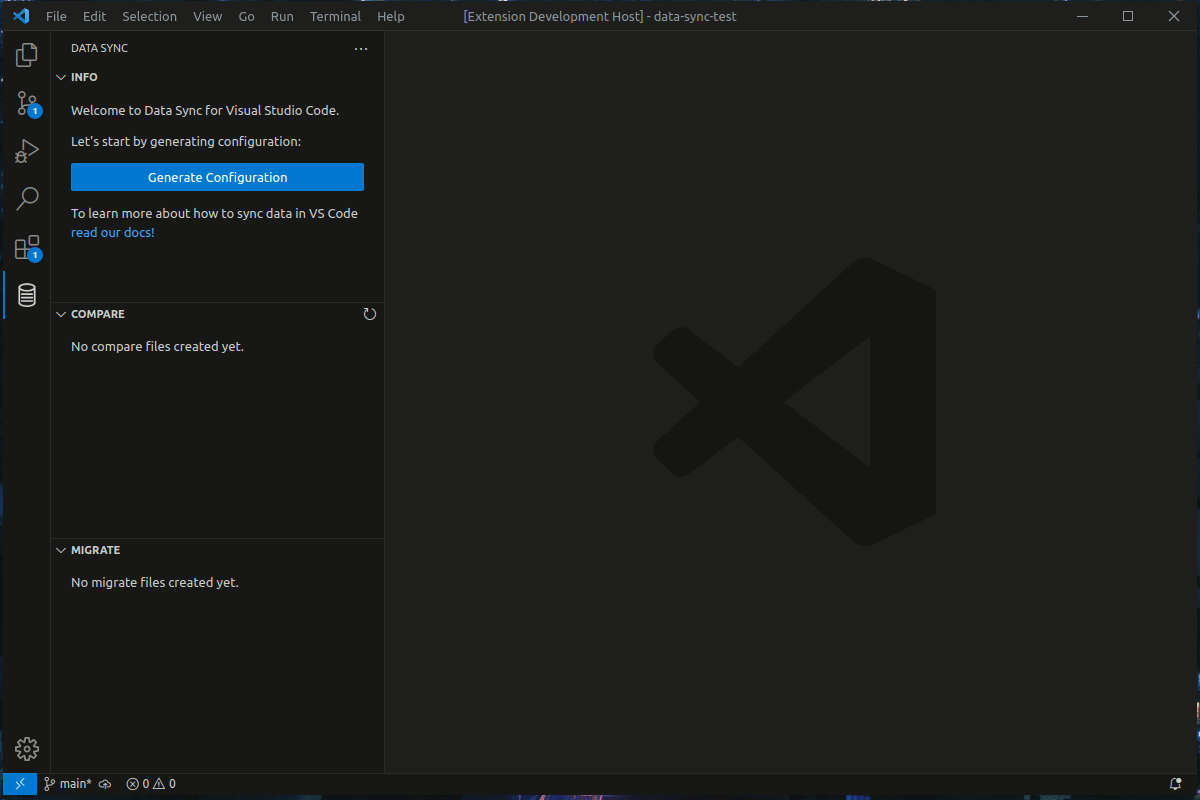 File Edit Selection View Go Run Terminal Help [Extension Development Host] - data-sync-test
DATA SYNC
INFO
Welcome to Data Sync for Visual Studio Code.
Let's start by generating configuration:
Generate Configuration
To learn more about how to sync data in VS Code
read our docs!
1
1
COMPARE
No compare files created yet.
MIGRATE
No migrate files created yet.
main* 0 0